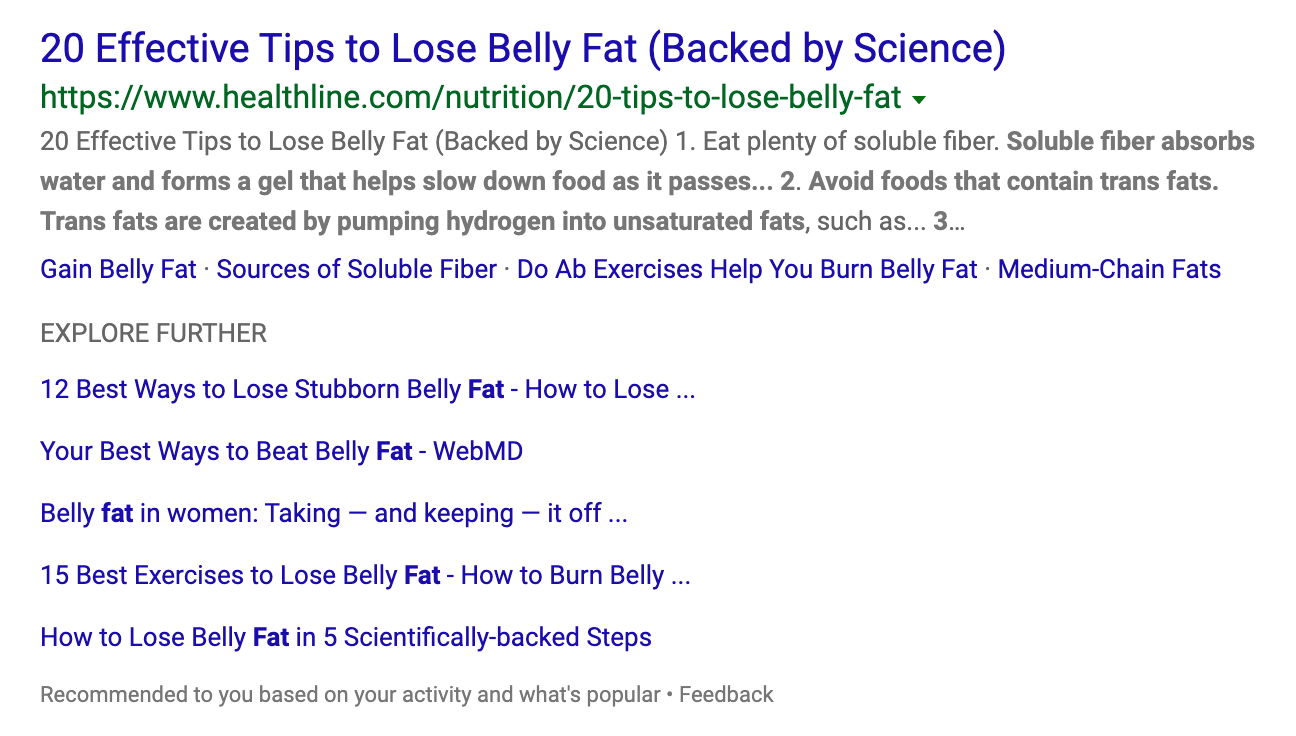 20 Effective Tips to Lose Belly Fat (Backed by Science)
https://www.healthline.com/nutrition/20-tips-to-lose-belly-fat
20 Effective Tips to Lose Belly Fat (Backed by Science) 1. Eat plenty of soluble fiber. Soluble fiber absorbs
water and forms a gel that helps slow down food as it passes... 2. Avoid foods that contain trans fats.
Trans fats are created by pumping hydrogen into unsaturated fats, such as... 3...
Gain Belly Fat · Sources of Soluble Fiber · Do Ab Exercises Help You Burn Belly Fat · Medium-Chain Fats
EXPLORE FURTHER
12 Best Ways to Lose Stubborn Belly Fat - How to Lose ...
Your Best Ways to Beat Belly Fat - WebMD
Belly fat in women: Taking — and keeping — it off ...
15 Best Exercises to Lose Belly Fat - How to Burn Belly ...
How to Lose Belly Fat in 5 Scientifically-backed Steps
Recommended to you based on your activity and what's popular • Feedback